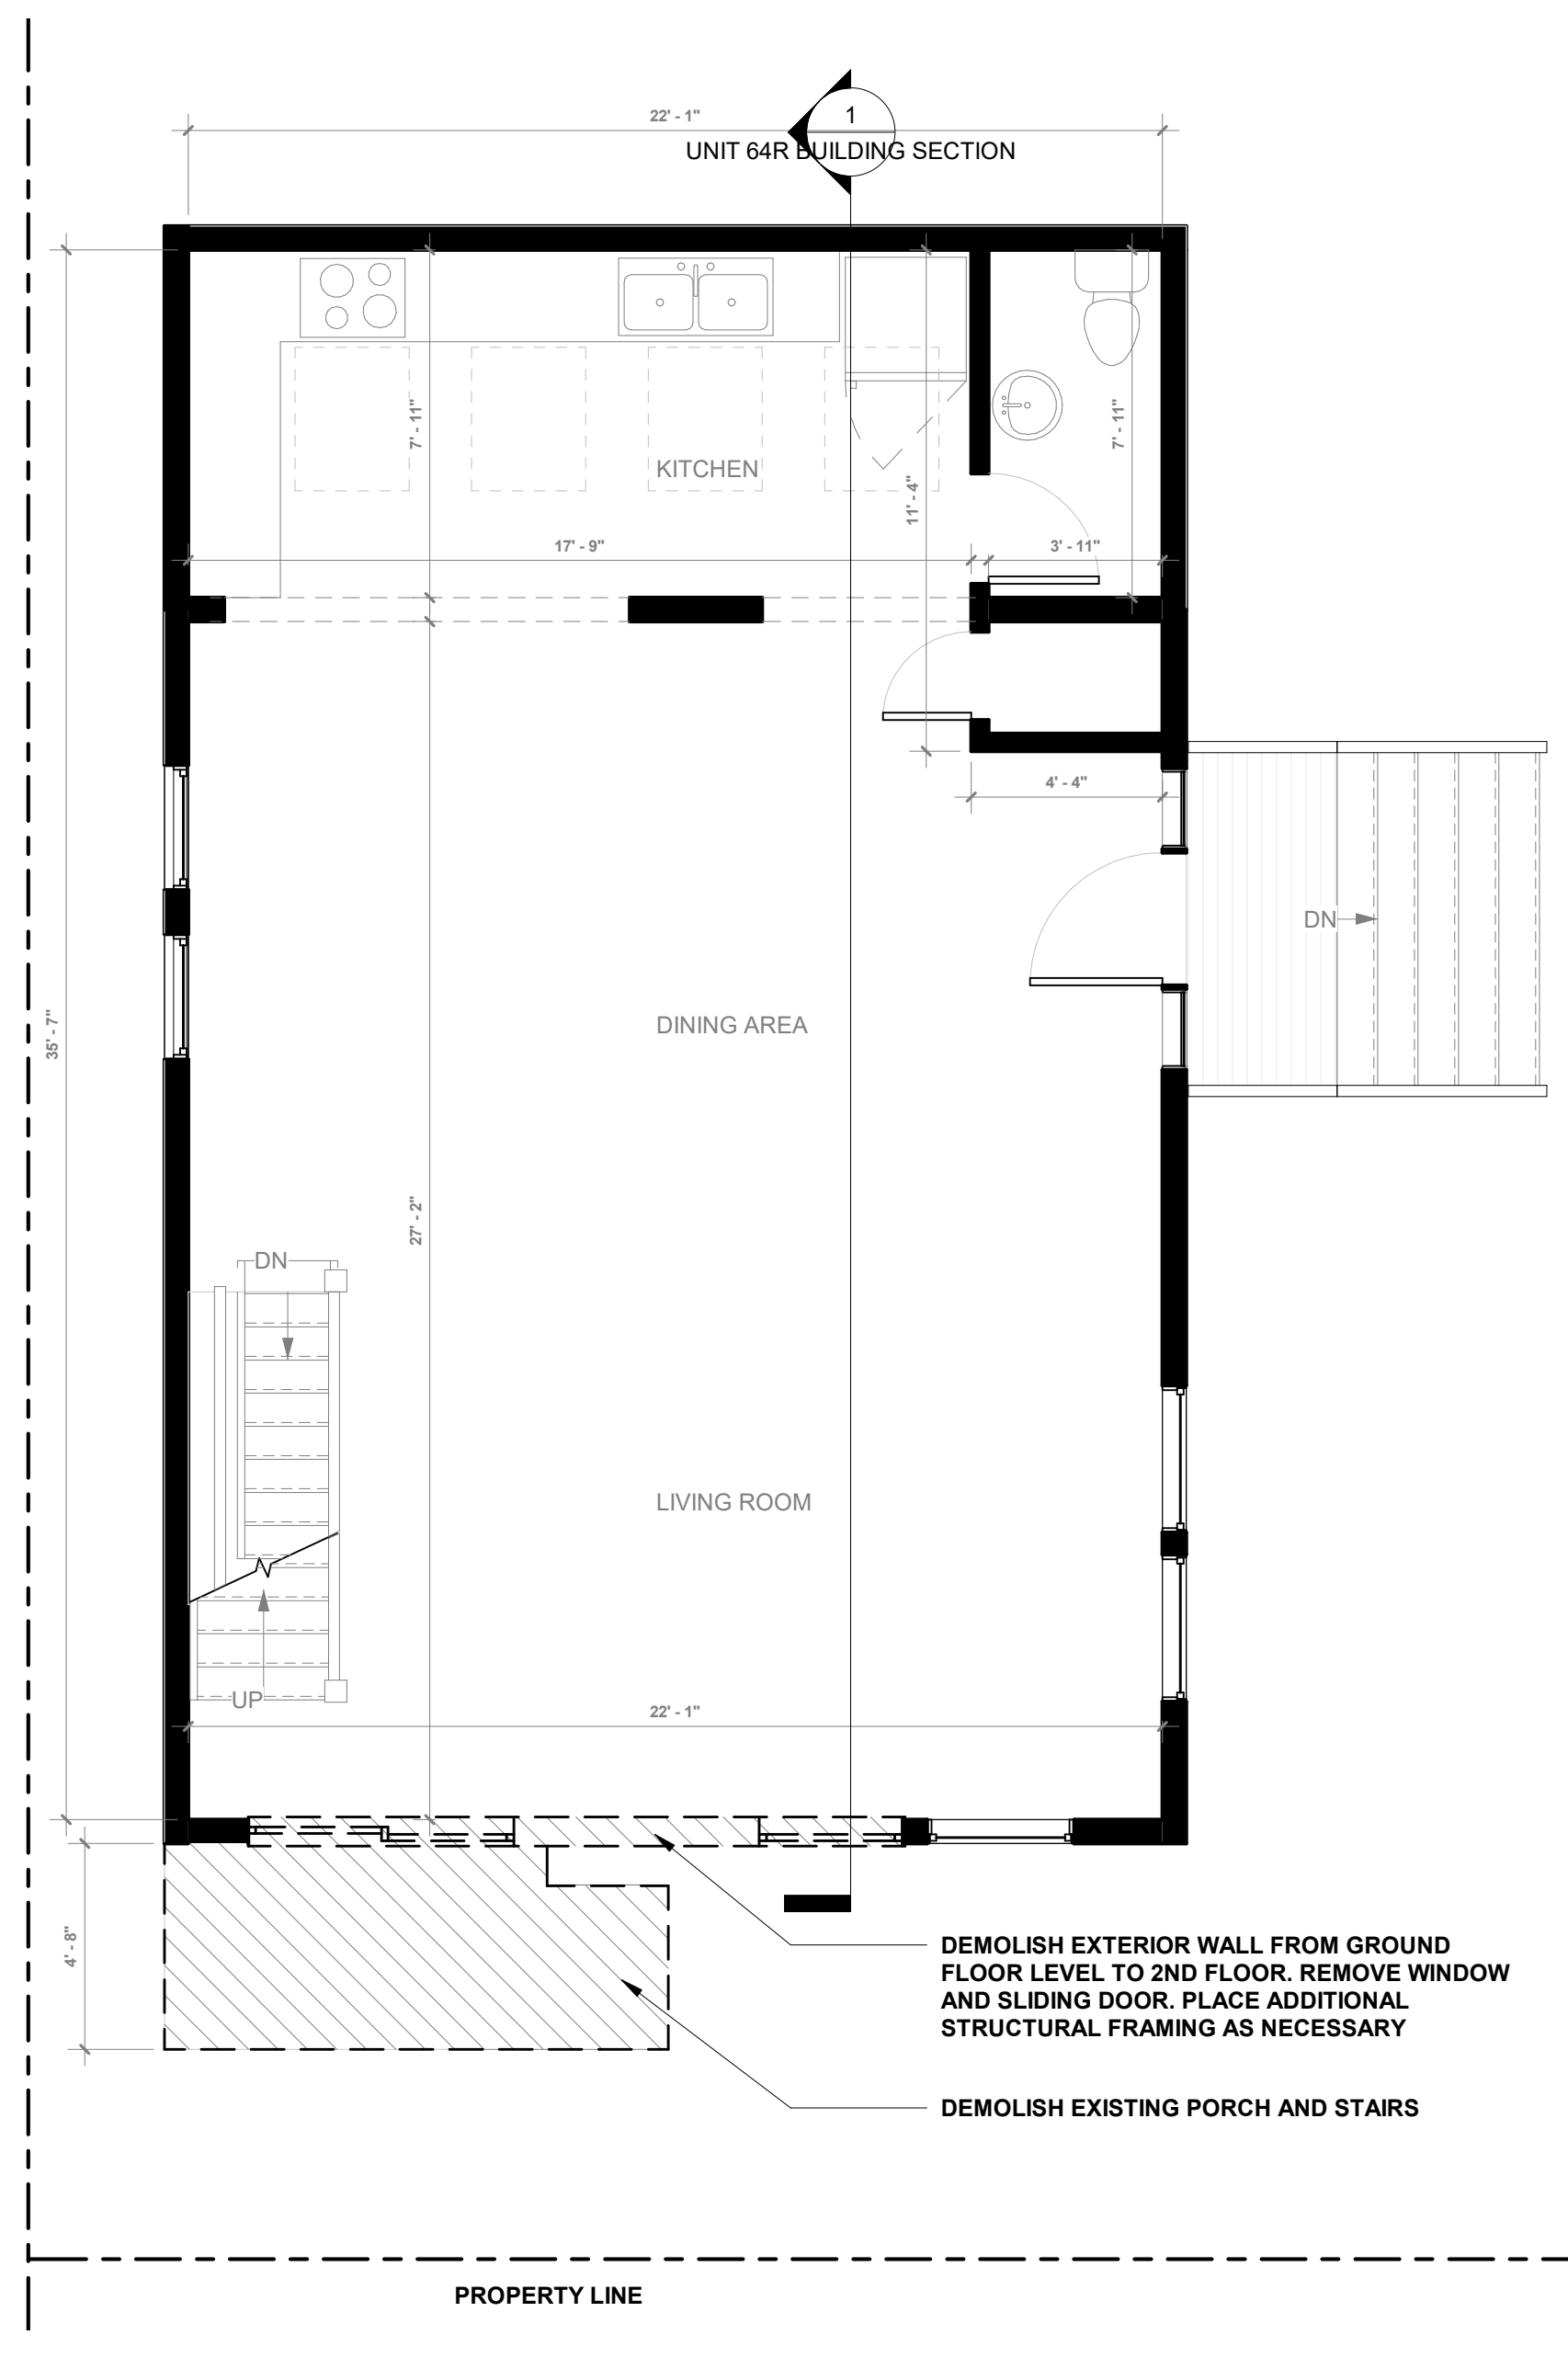 22' - 1"
1
UNIT 64R BUILDING SECTION
7' - 11"
7' - 11"
KITCHEN
11' - 4"
17' - 9"
3' - 11"
4' - 4"
DN
35' - 7"
DINING AREA
27' - 2"
DN
LIVING ROOM
UP
22' - 1"
4' - 8"
DEMOLISH EXTERIOR WALL FROM GROUND
FLOOR LEVEL TO 2ND FLOOR. REMOVE WINDOW
AND SLIDING DOOR. PLACE ADDITIONAL
STRUCTURAL FRAMING AS NECESSARY
DEMOLISH EXISTING PORCH AND STAIRS
PROPERTY LINE